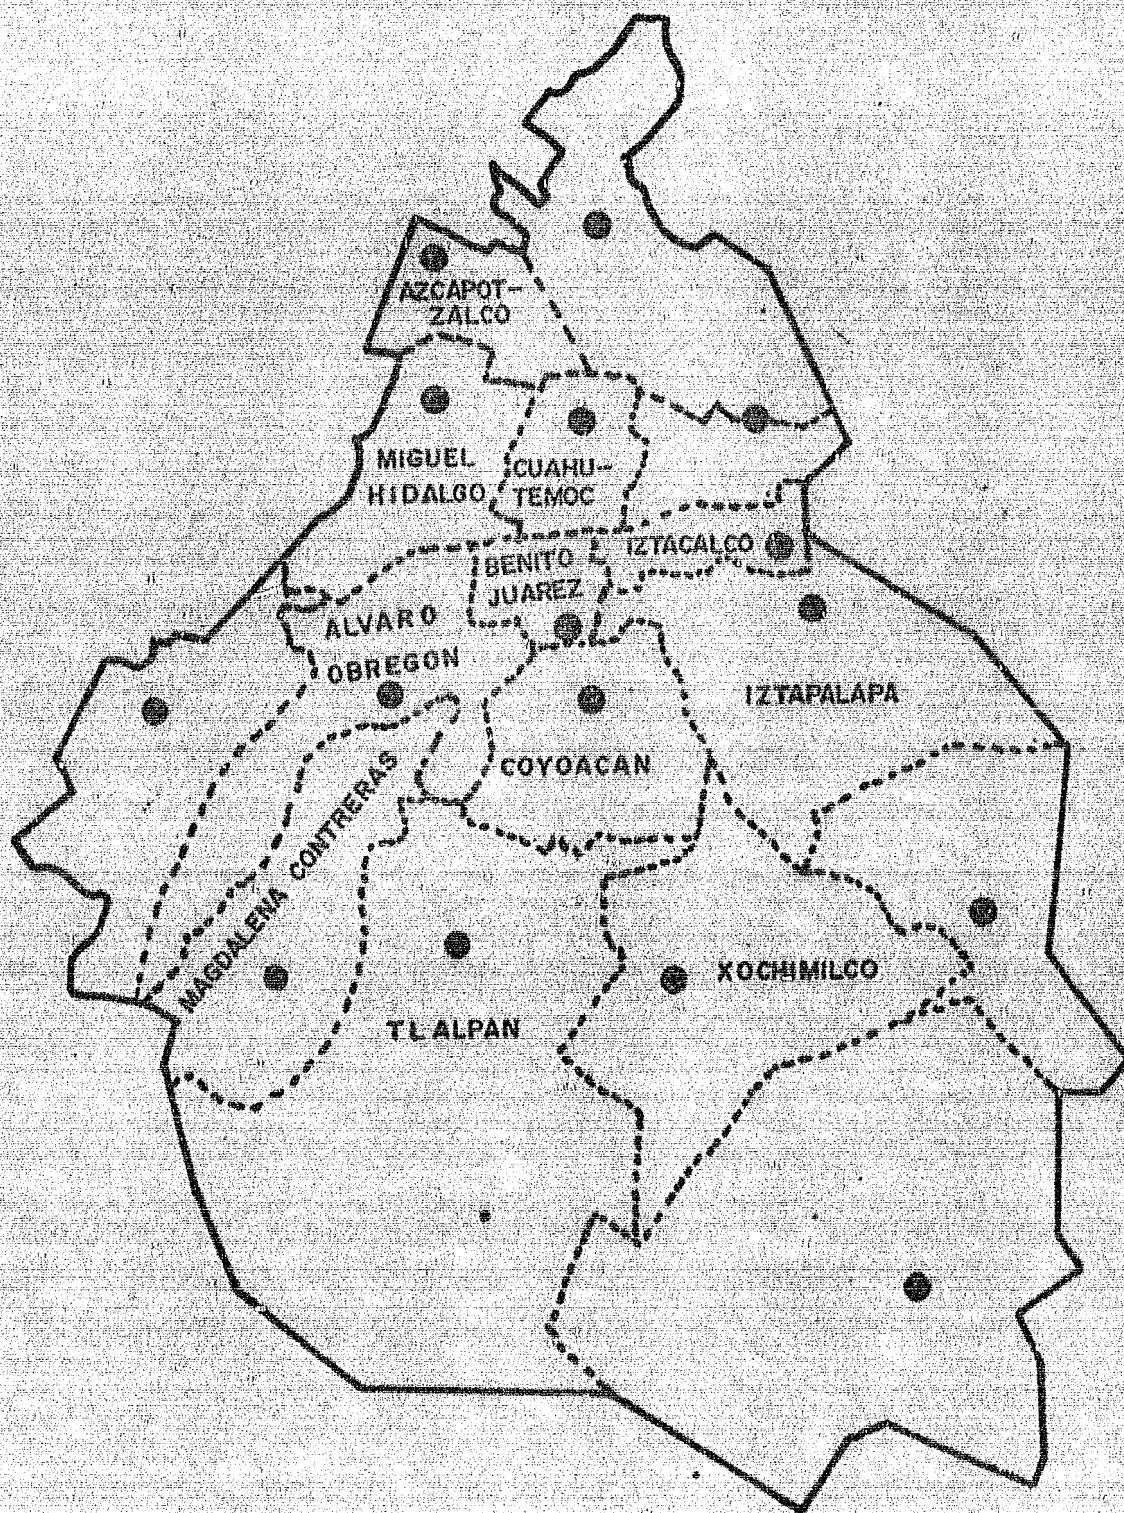 AZCAPOT-
ZALCO
MIGUEL
HIDALGO
CUAHU-
TEMOC
BENITO
JUAREZ
IZTACALCO
ALVARO
OBREGON
IZTAPALAPA
COYOACAN
MAGDALENA CONTRERAS
XOCHIMILCO
TLALPAN